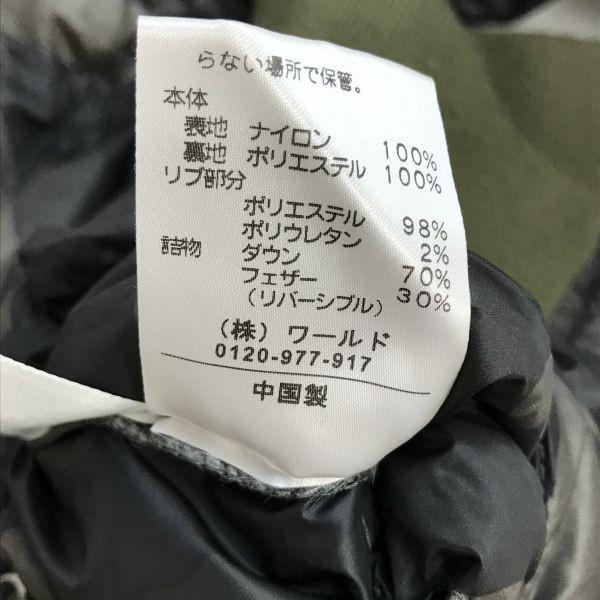 らない場所で保管。
本体
表地 ナイロン 100%
裏地 ポリエステル 100%
リブ部分
ポリエステル 98%
ポリウレタン 2%
詰物 ダウン 70%
フェザー 30%
(リバーシブル)
(株) ワールド
0120-977-917
中国製